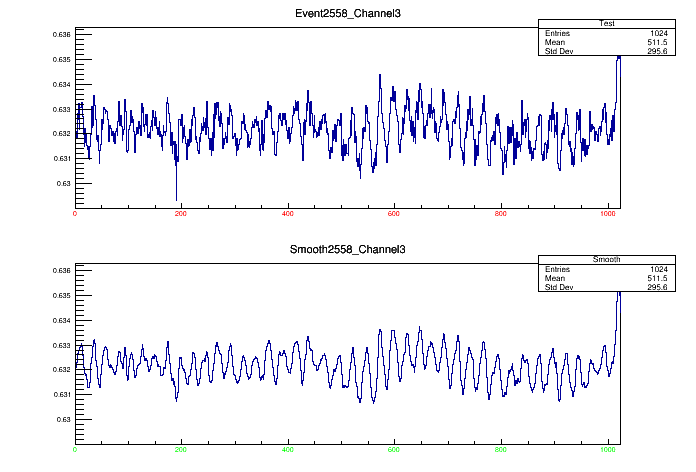 Event2558_Channel3
Test
Entries 1024
Mean 511.5
Std Dev 295.6
0.636
0.635
0.634
0.633
0.632
0.631
0.63
0 200 400 600 800 1000
Smooth2558_Channel3
Smooth
Entries 1024
Mean 511.5
Std Dev 295.6
0.636
0.635
0.634
0.633
0.632
0.631
0.63
0 200 400 600 800 1000